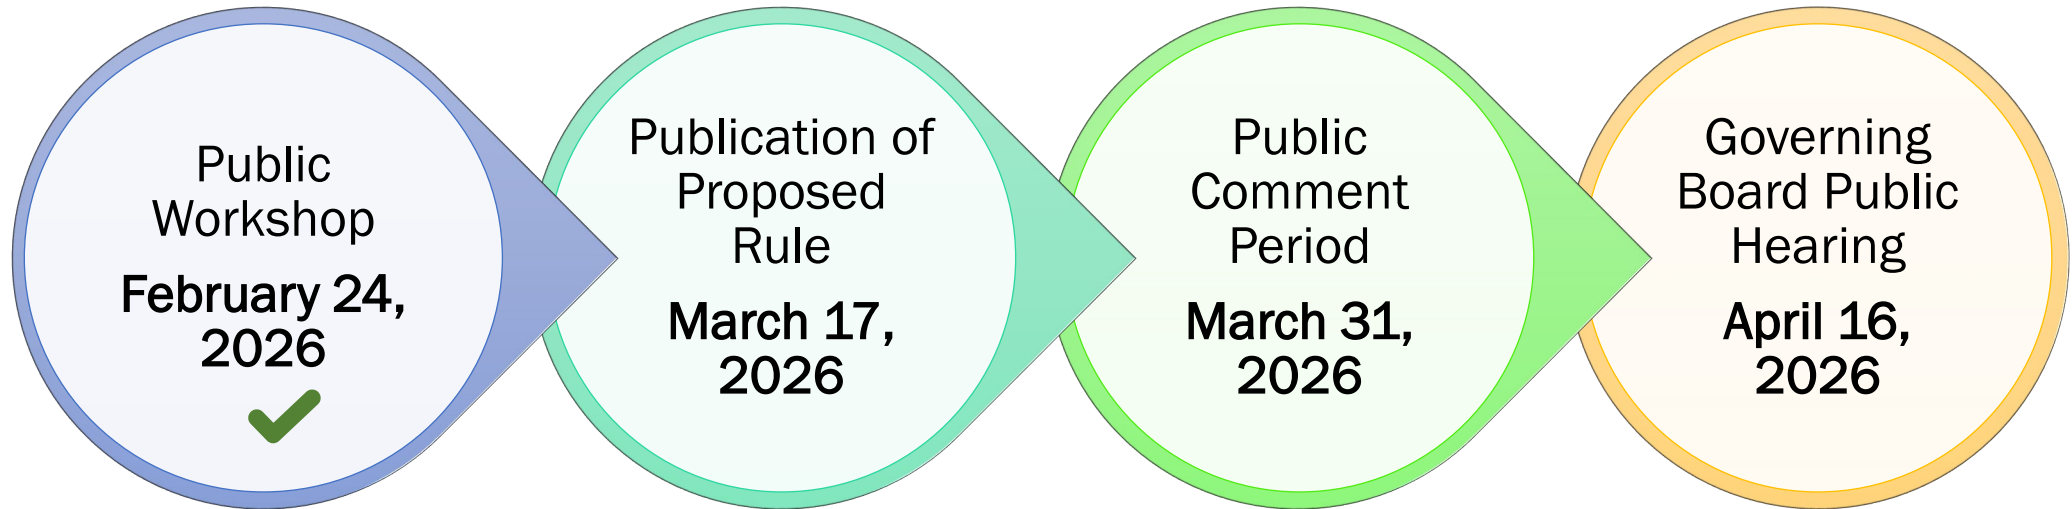 Public
Workshop
February 24,
2026
Publication of
Proposed
Rule
March 17,
2026
Public
Comment
Period
March 31,
2026
Governing
Board Public
Hearing
April 16,
2026